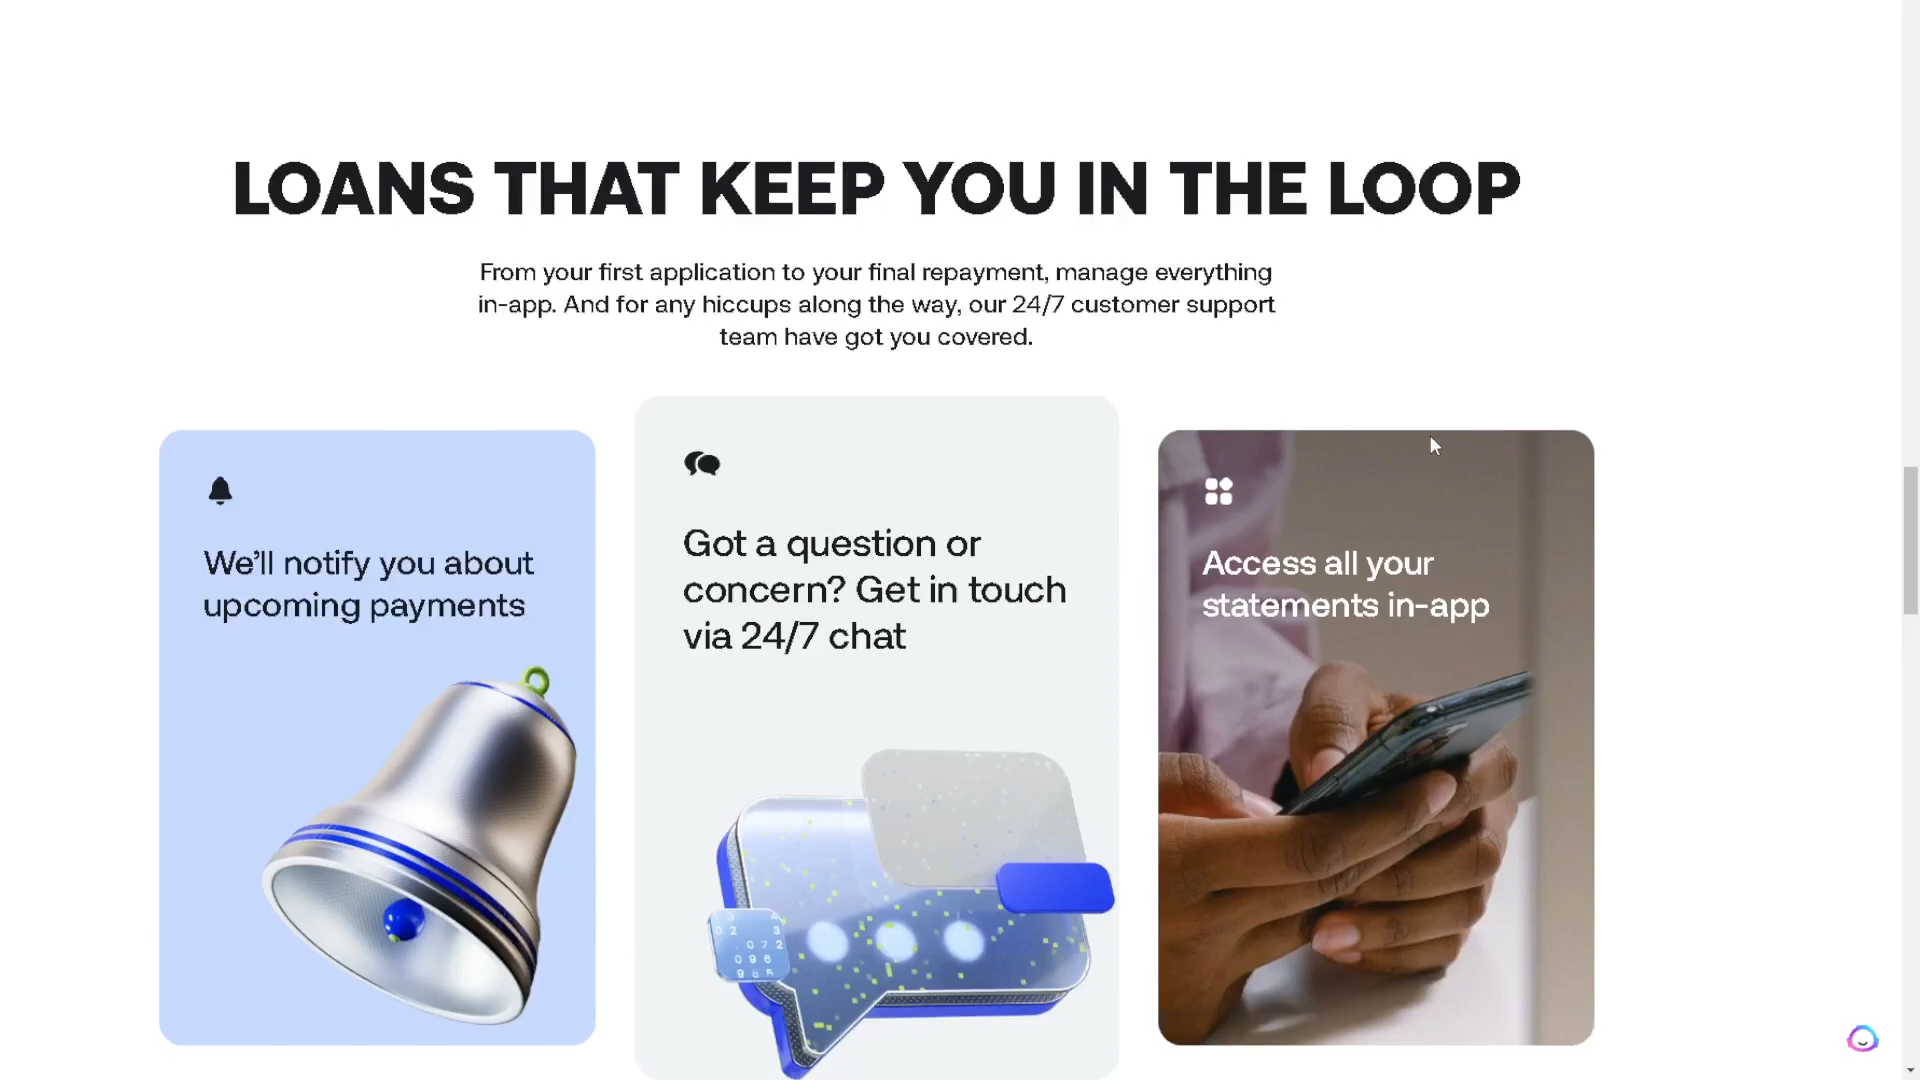 LOANS THAT KEEP YOU IN THE LOOP
From your first application to your final repayment, manage everything
in-app. And for any hiccups along the way, our 24/7 customer support
team have got you covered.
We'll notify you about
upcoming payments
Got a question or
concern? Get in touch
via 24/7 chat
Access all your
statements in-app